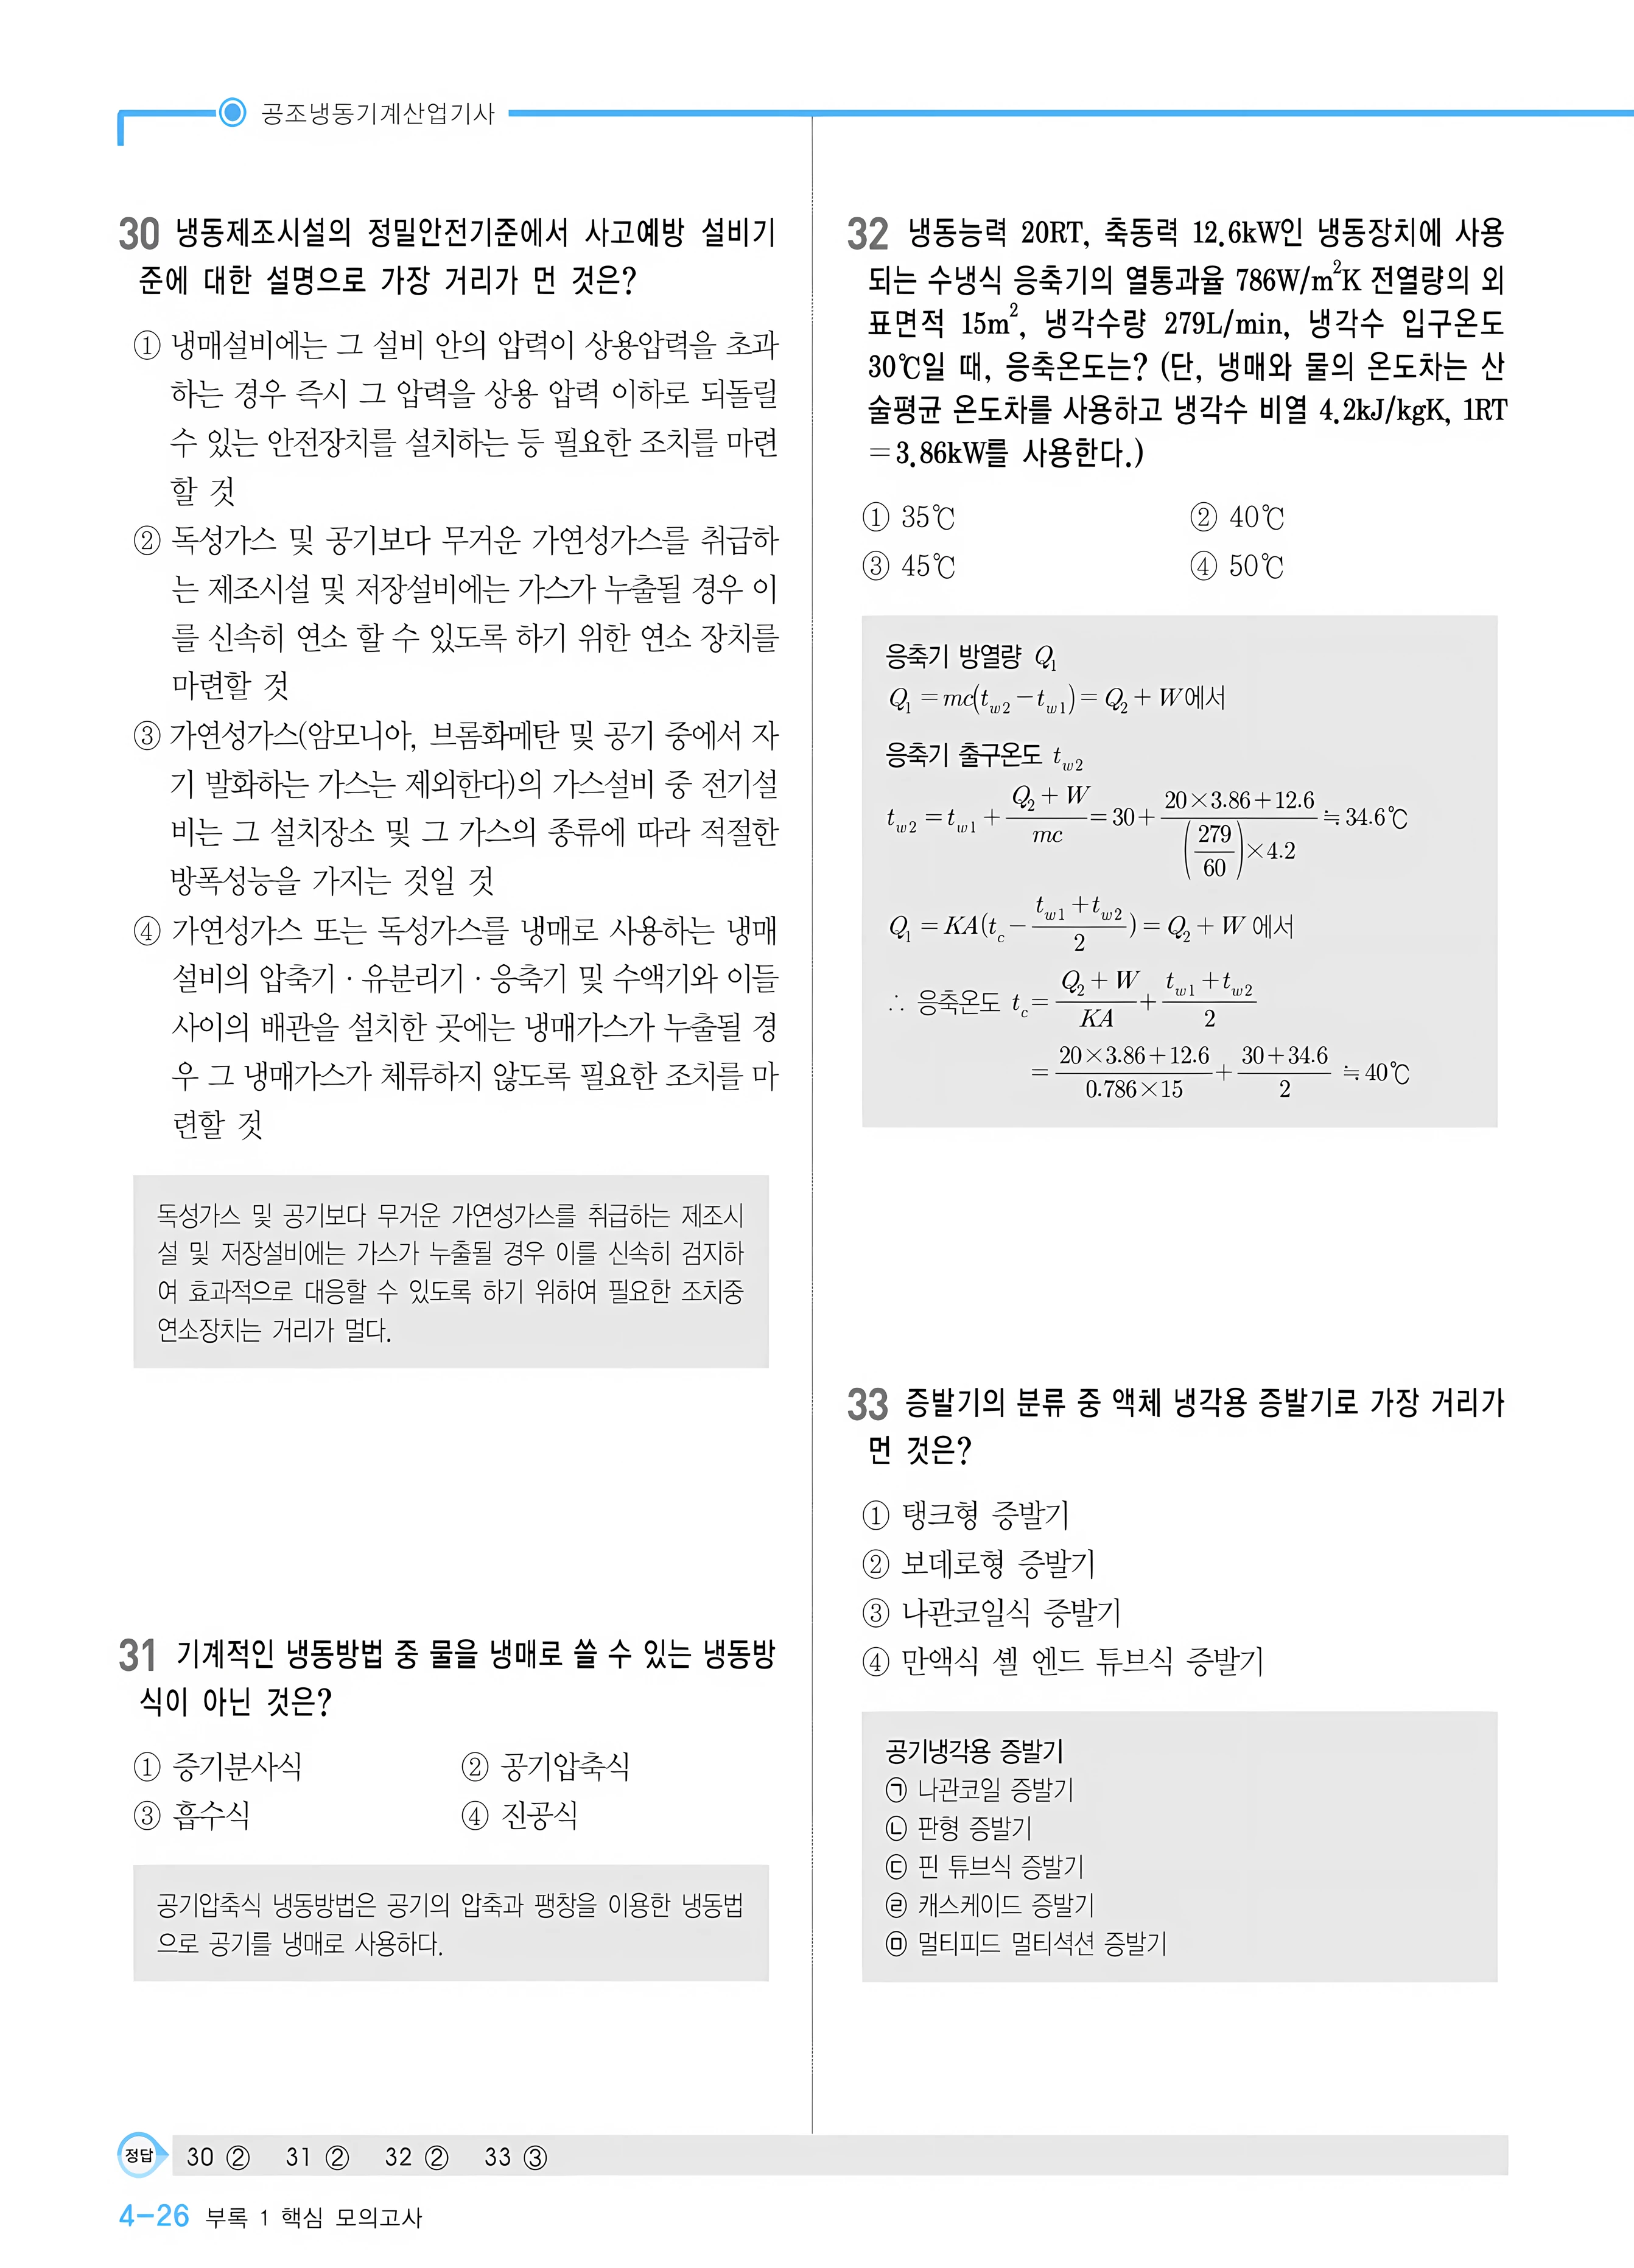 공조냉동기계산업기사
30 냉동제조시설의 정밀안전기준에서 사고예방 설비기
준에 대한 설명으로 가장 거리가 먼 것은?
① 냉매설비에는 그 설비 안의 압력이 상용압력을 초과
하는 경우 즉시 그 압력을 상용 압력 이하로 되돌릴
수 있는 안전장치를 설치하는 등 필요한 조치를 마련
할 것
② 독성가스 및 공기보다 무거운 가연성가스를 취급하
는 제조시설 및 저장설비에는 가스가 누출될 경우 이
를 신속히 연소 할 수 있도록 하기 위한 연소 장치를
마련할 것
③ 가연성가스(암모니아, 브롬화메탄 및 공기 중에서 자
기 발화하는 가스는 제외한다)의 가스설비 중 전기설
비는 그 설치장소 및 그 가스의 종류에 따라 적절한
방폭성능을 가지는 것일 것
④ 가연성가스 또는 독성가스를 냉매로 사용하는 냉매
설비의 압축기·유분리기·응축기 및 수액기와 이들
사이의 배관을 설치한 곳에는 냉매가스가 누출될 경
우 그 냉매가스가 체류하지 않도록 필요한 조치를 마
련할 것
독성가스 및 공기보다 무거운 가연성가스를 취급하는 제조시
설 및 저장설비에는 가스가 누출될 경우 이를 신속히 검지하
여 효과적으로 대응할 수 있도록 하기 위하여 필요한 조치중
연소장치는 거리가 멀다.
31 기계적인 냉동방법 중 물을 냉매로 쓸 수 있는 냉동방
식이 아닌 것은?
① 증기분사식 ② 공기압축식
③ 흡수식 ④ 진공식
공기압축식 냉동방법은 공기의 압축과 팽창을 이용한 냉동법
으로 공기를 냉매로 사용하다.
32 냉동능력 20RT, 축동력 12.6kW인 냉동장치에 사용
되는 수냉식 응축기의 열통과율 786W/m²K 전열량의 외
표면적 15m², 냉각수량 279L/min, 냉각수 입구온도
30℃일 때, 응축온도는? (단, 냉매와 물의 온도차는 산
술평균 온도차를 사용하고 냉각수 비열 4.2kJ/kgK, 1RT
=3.86kW를 사용한다.)
① 35℃ ② 40℃
③ 45℃ ④ 50℃
응축기 방열량 Q₁
Q₁ = mc(t_w2 − t_w1) = Q₂ + W에서
응축기 출구온도 t_w2
t_w2 = t_w1 + (Q₂ + W)/mc = 30 + (20×3.86+12.6)/((279/60)×4.2) ≒ 34.6℃
Q₁ = KA(t_c − (t_w1 + t_w2)/2) = Q₂ + W 에서
∴ 응축온도 t_c = (Q₂ + W)/KA + (t_w1 + t_w2)/2
= (20×3.86+12.6)/(0.786×15) + (30+34.6)/2 ≒ 40℃
33 증발기의 분류 중 액체 냉각용 증발기로 가장 거리가
먼 것은?
① 탱크형 증발기
② 보데로형 증발기
③ 나관코일식 증발기
④ 만액식 셸 엔드 튜브식 증발기
공기냉각용 증발기
㉠ 나관코일 증발기
㉡ 판형 증발기
㉢ 핀 튜브식 증발기
㉣ 캐스케이드 증발기
㉤ 멀티피드 멀티석션 증발기
정답 30 ② 31 ② 32 ② 33 ③
4-26 부록 1 핵심 모의고사